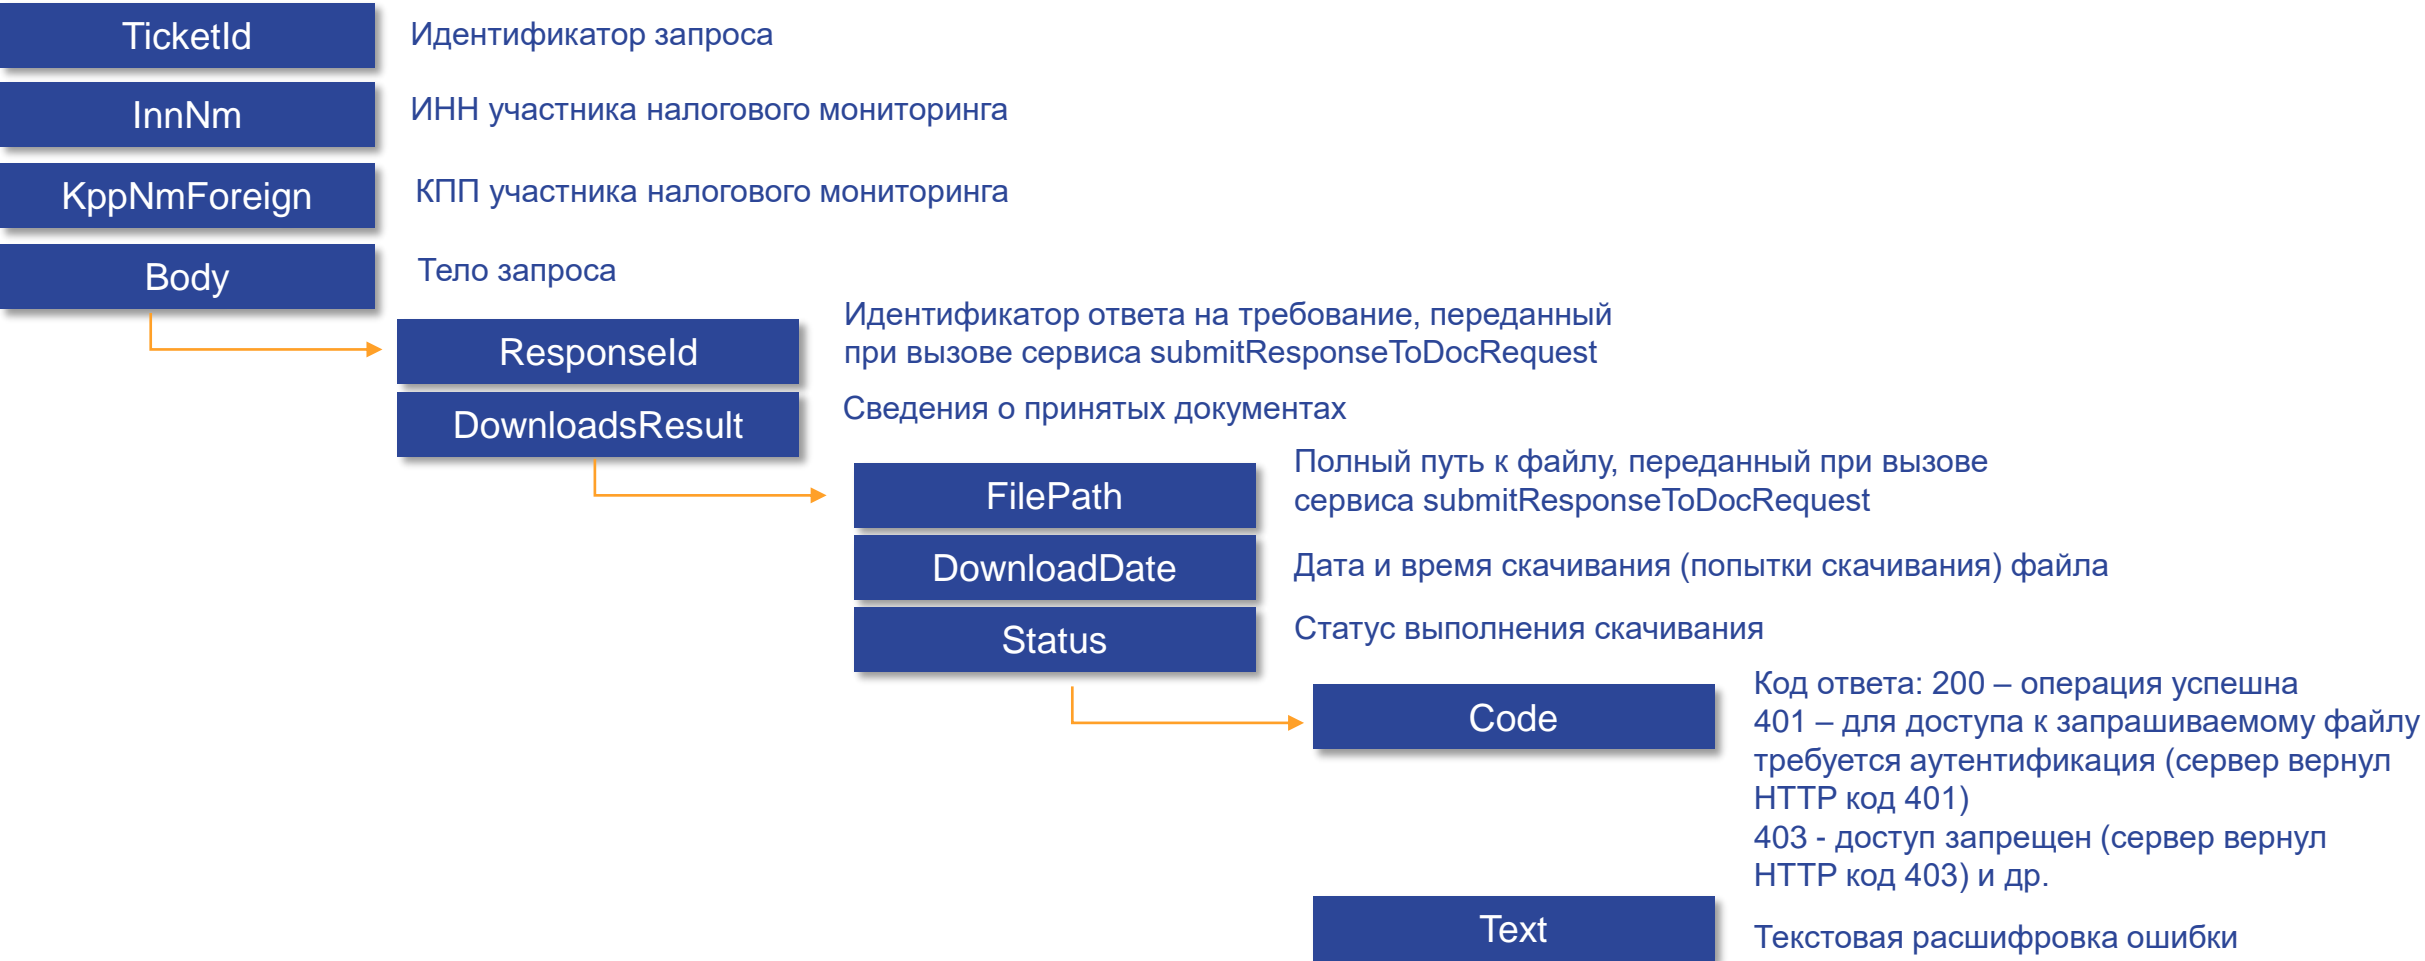 TicketId
Идентификатор запроса
InnNm
ИНН участника налогового мониторинга
KppNmForeign
КПП участника налогового мониторинга
Body
Тело запроса
ResponseId
Идентификатор ответа на требование, переданный
при вызове сервиса submitResponseToDocRequest
DownloadsResult
Сведения о принятых документах
FilePath
Полный путь к файлу, переданный при вызове
сервиса submitResponseToDocRequest
DownloadDate
Дата и время скачивания (попытки скачивания) файла
Status
Статус выполнения скачивания
Code
Код ответа: 200 – операция успешна
401 – для доступа к запрашиваемому файлу
требуется аутентификация (сервер вернул
HTTP код 401)
403 - доступ запрещен (сервер вернул
HTTP код 403) и др.
Text
Текстовая расшифровка ошибки